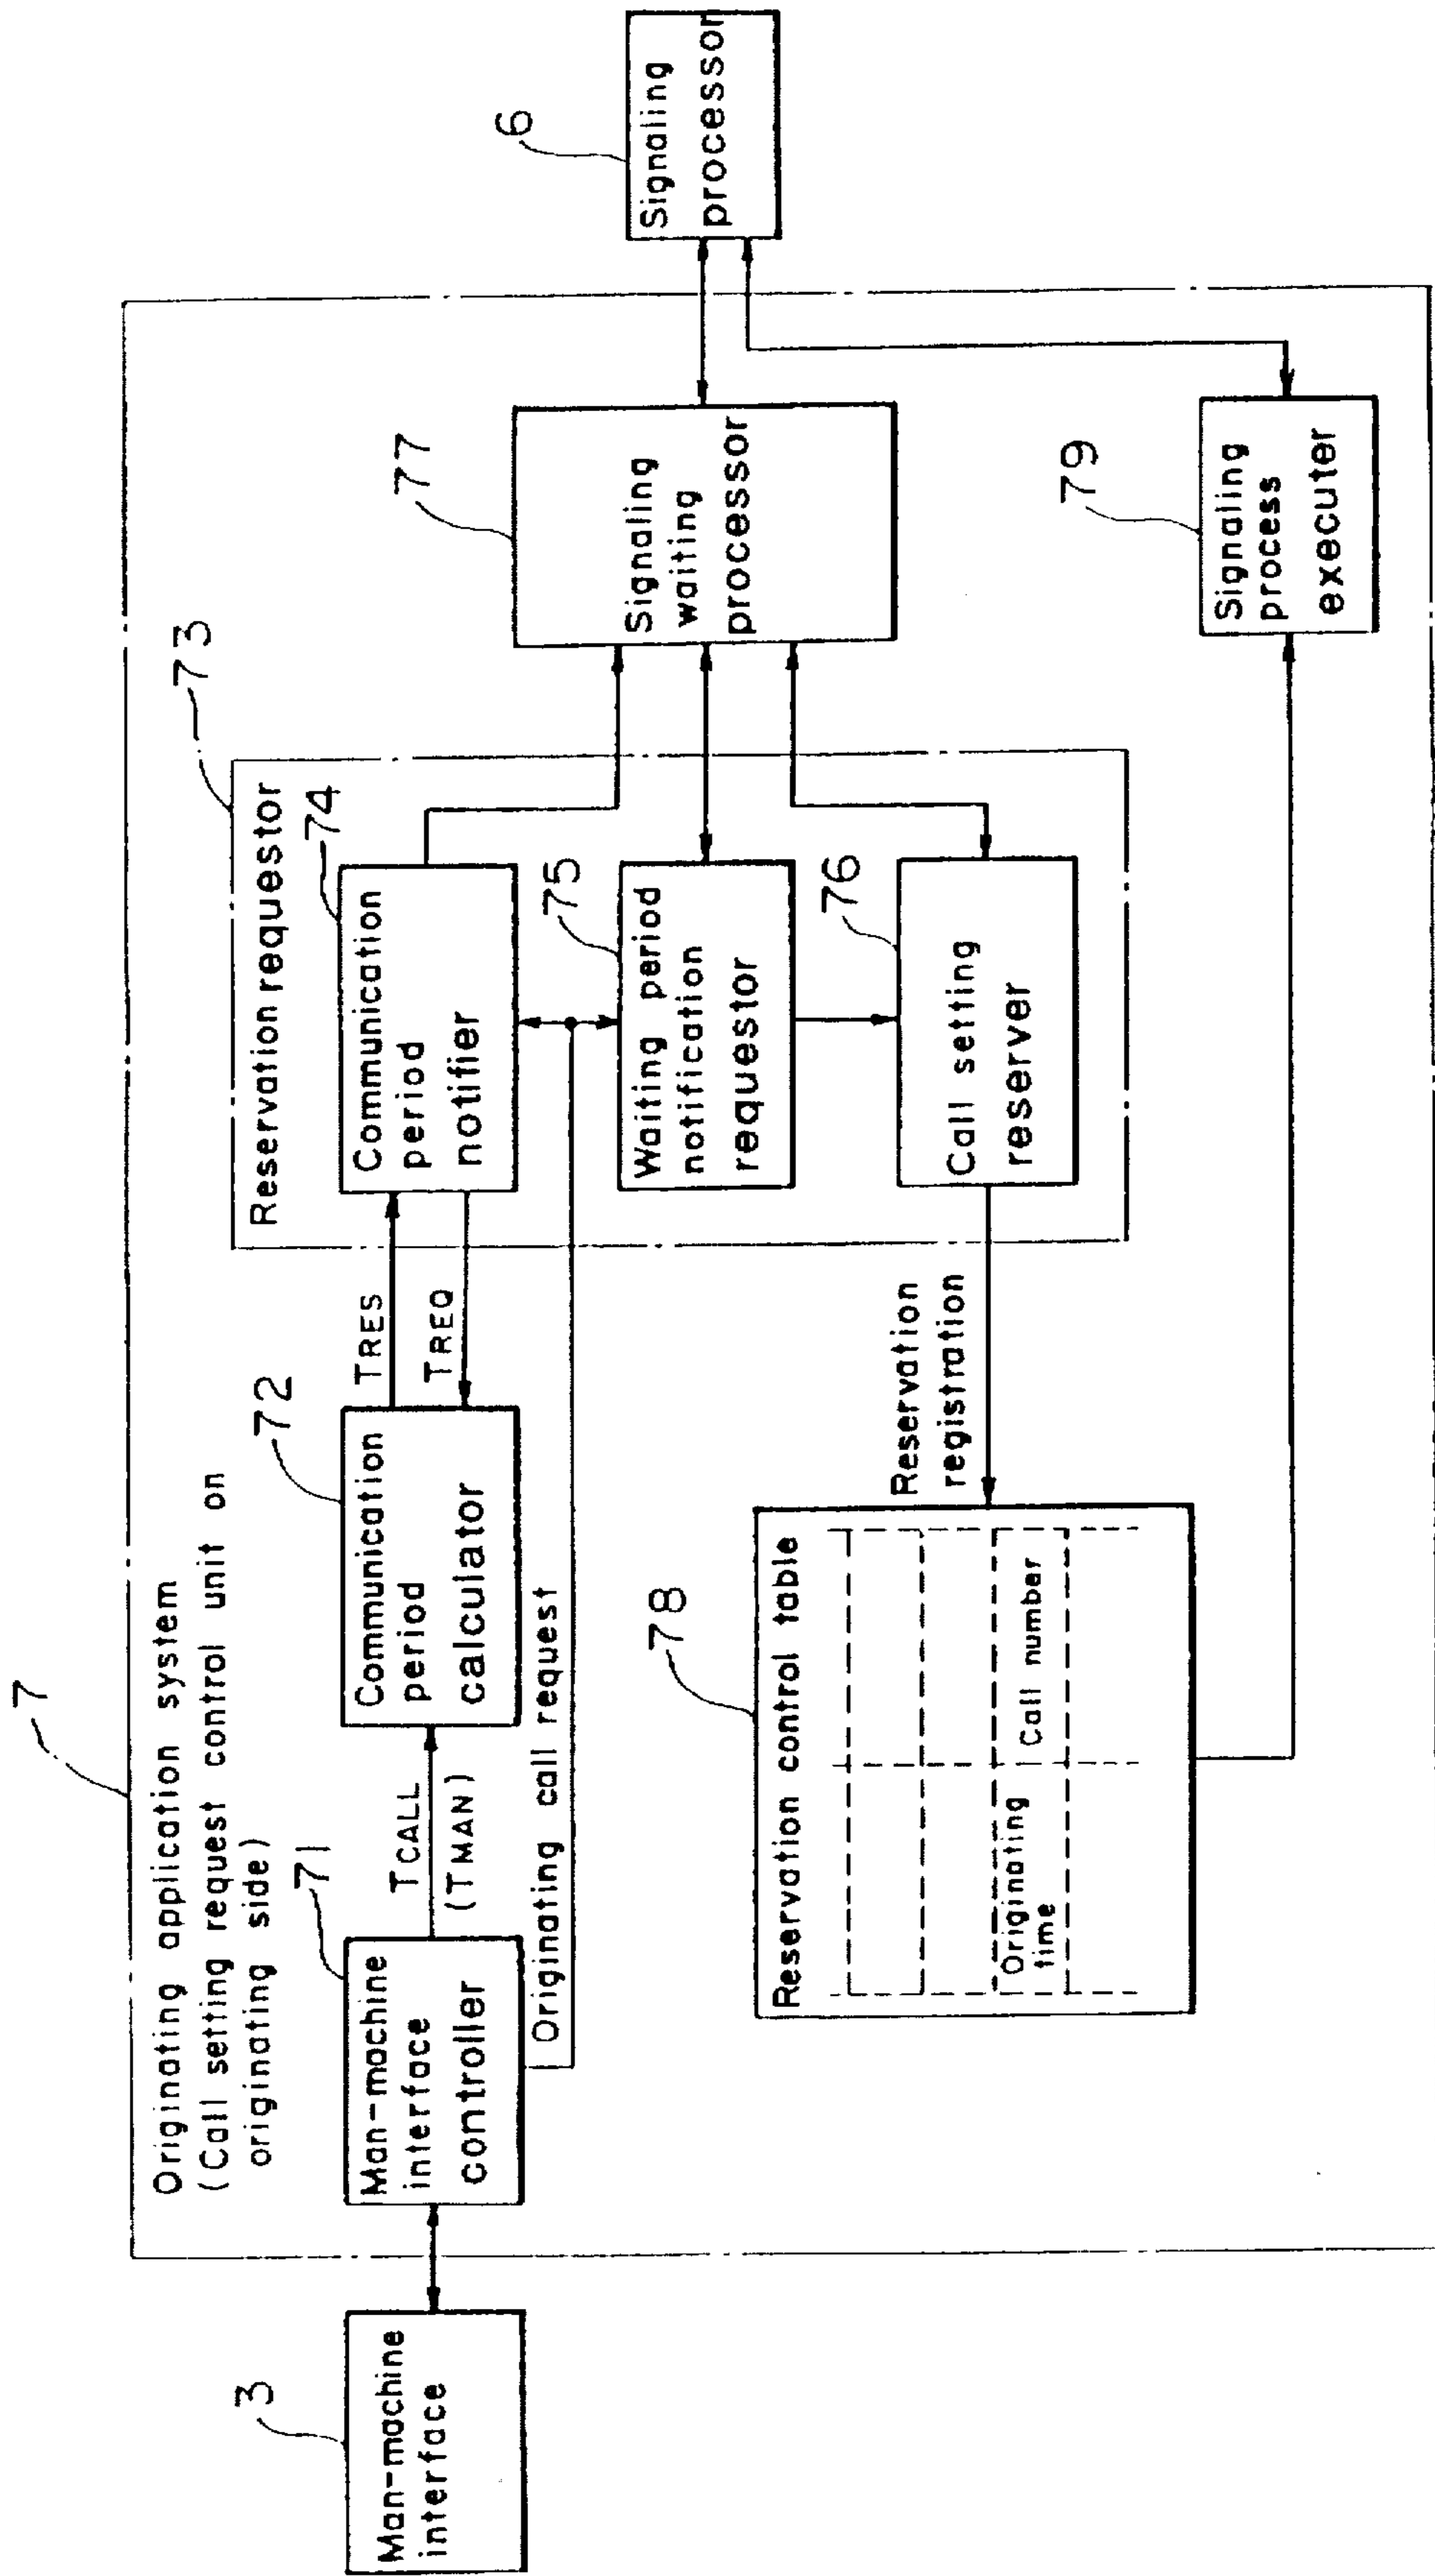 7
Originating application system
(Call setting request control unit on
originating side)
3
Man-machine
interface
71
Man-machine
interface
controller
TCALL
(TMAN)
Originating call request
72
Communication
period
calculator
TRES
TREQ
73
Reservation requestor
74
Communication
period
notifier
75
Waiting period
notification
requestor
76
Call setting
reserver
77
Signaling
waiting
processor
6
Signaling
processor
78
Reservation control table
Originating
time
Call number
Reservation
registration
79
Signaling
process
executer